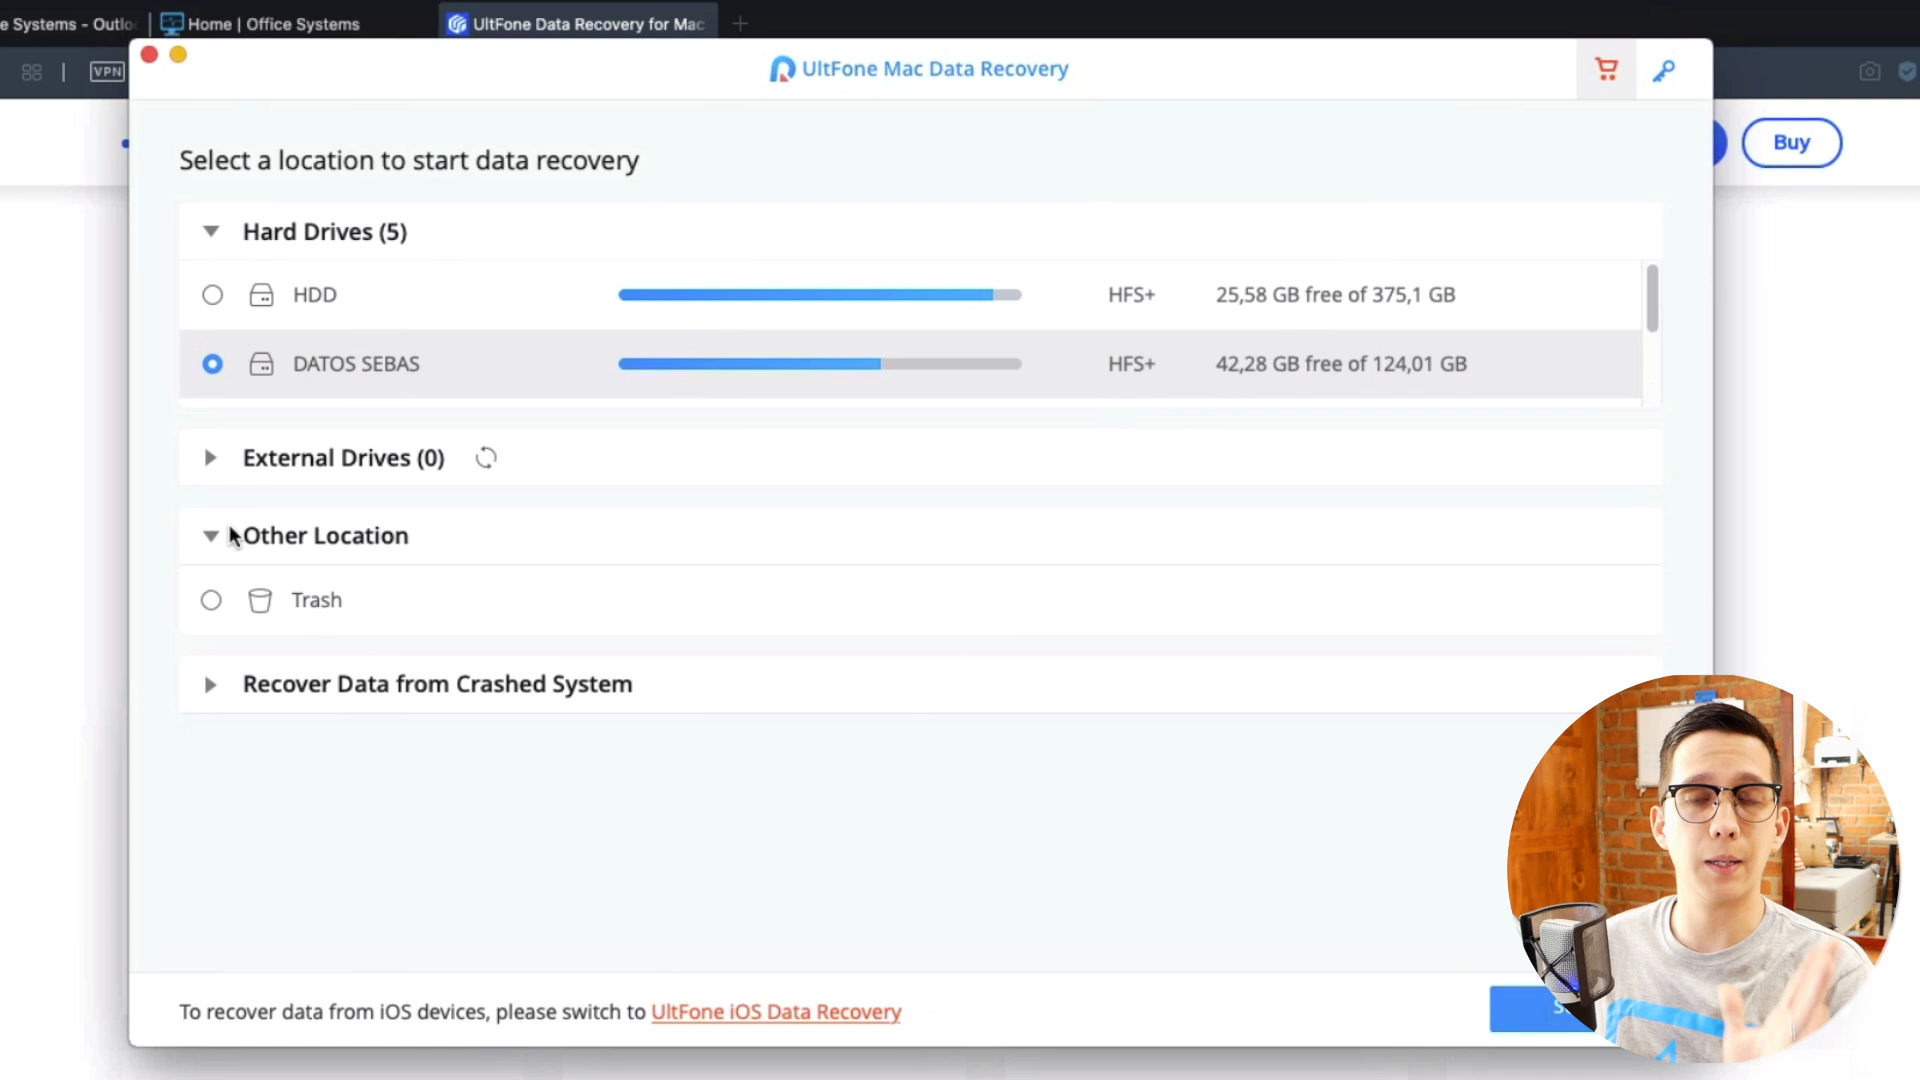 e Systems - Outlo
Home | Office Systems
UltFone Data Recovery for Mac
VPN
UltFone Mac Data Recovery
Buy
Select a location to start data recovery
Hard Drives (5)
HDD HFS+ 25,58 GB free of 375,1 GB
DATOS SEBAS HFS+ 42,28 GB free of 124,01 GB
External Drives (0)
Other Location
Trash
Recover Data from Crashed System
To recover data from iOS devices, please switch to UltFone iOS Data Recovery